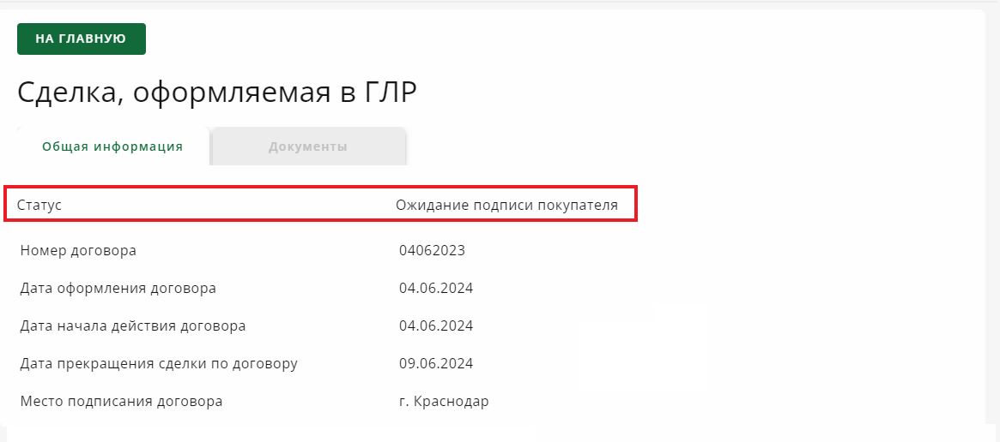 НА ГЛАВНУЮ
Сделка, оформляемая в ГЛР
Общая информация Документы
Статус Ожидание подписи покупателя
Номер договора 04062023
Дата оформления договора 04.06.2024
Дата начала действия договора 04.06.2024
Дата прекращения сделки по договору 09.06.2024
Место подписания договора г. Краснодар